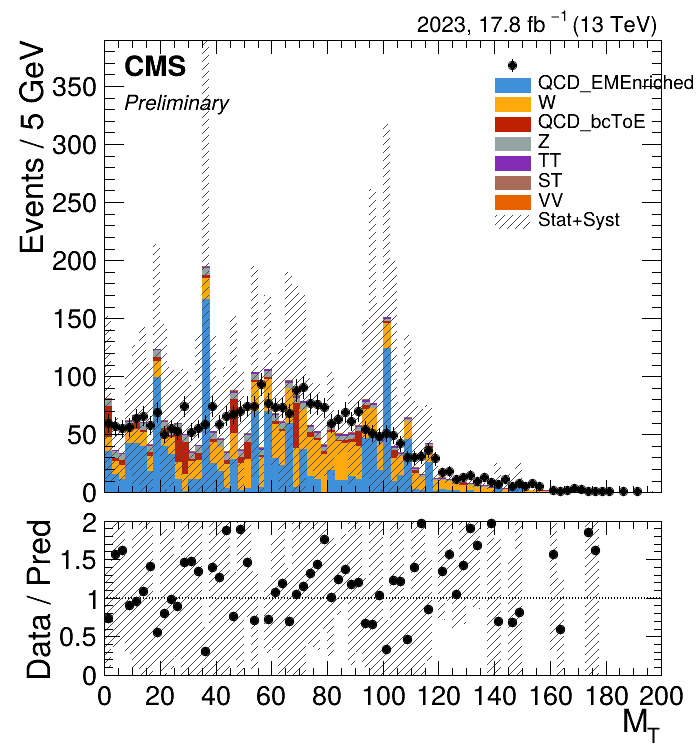 2023, 17.8 fb⁻¹ (13 TeV)
CMS
Preliminary
Events / 5 GeV
350
300
250
200
150
100
50
0
QCD_EMEnriched
W
QCD_bcToE
Z
TT
ST
VV
Stat+Syst
Data / Pred
2
1.5
1
0.5
0
0 20 40 60 80 100 120 140 160 180 200
M_T